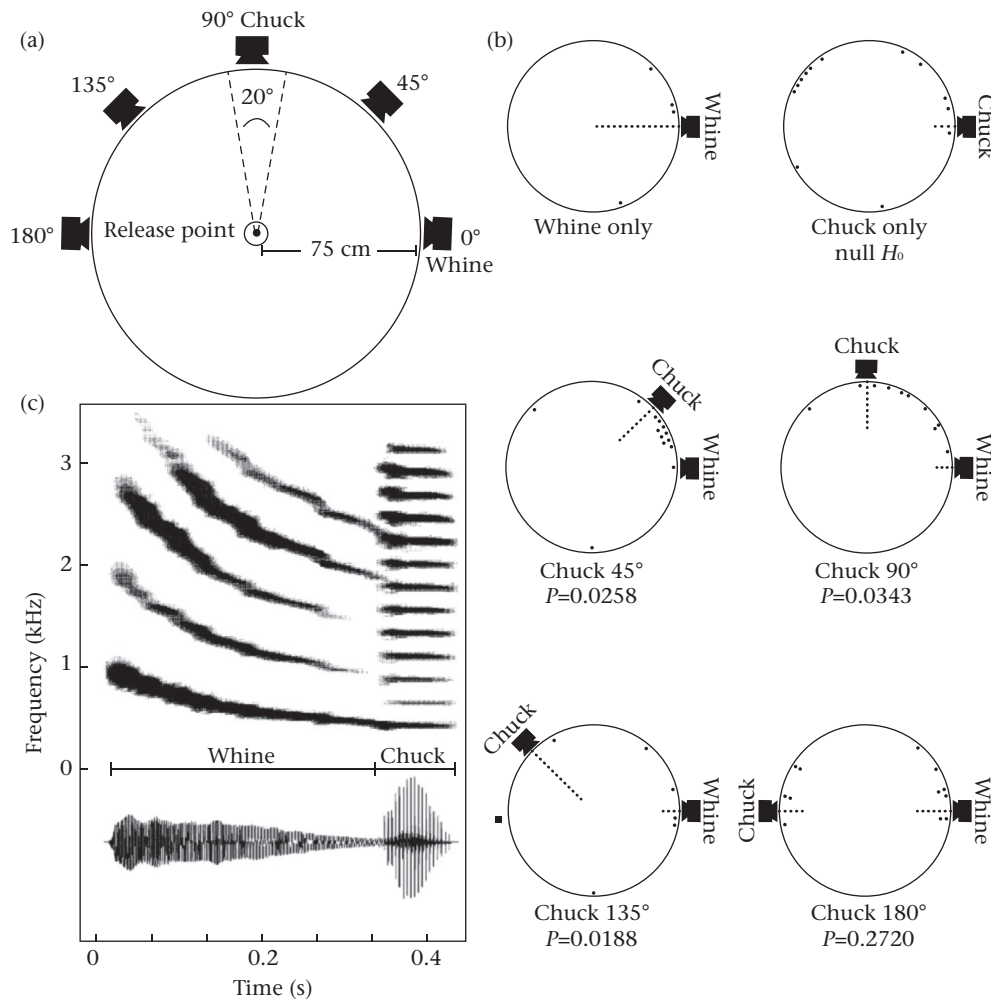 (a)
90° Chuck
135°
45°
20°
180°
Release point
75 cm
0°
Whine
(b)
Whine
Whine only
Chuck
Chuck only
null H₀
Chuck
Whine
Chuck 45°
P=0.0258
Chuck
Whine
Chuck 90°
P=0.0343
Chuck
Whine
Chuck 135°
P=0.0188
Chuck
Whine
Chuck 180°
P=0.2720
(c)
Frequency (kHz)
3
2
1
0
Whine
Chuck
0
0.2
0.4
Time (s)